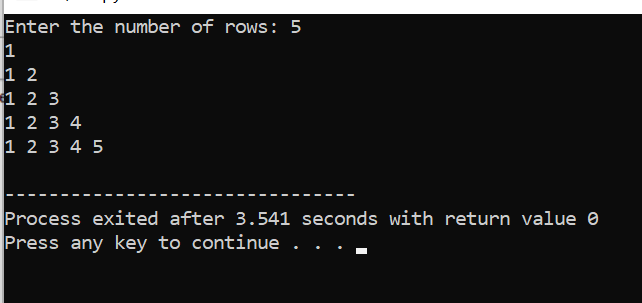 Enter the number of rows: 5
1
1 2
1 2 3
1 2 3 4
1 2 3 4 5
--------------------------------
Process exited after 3.541 seconds with return value 0
Press any key to continue . . .